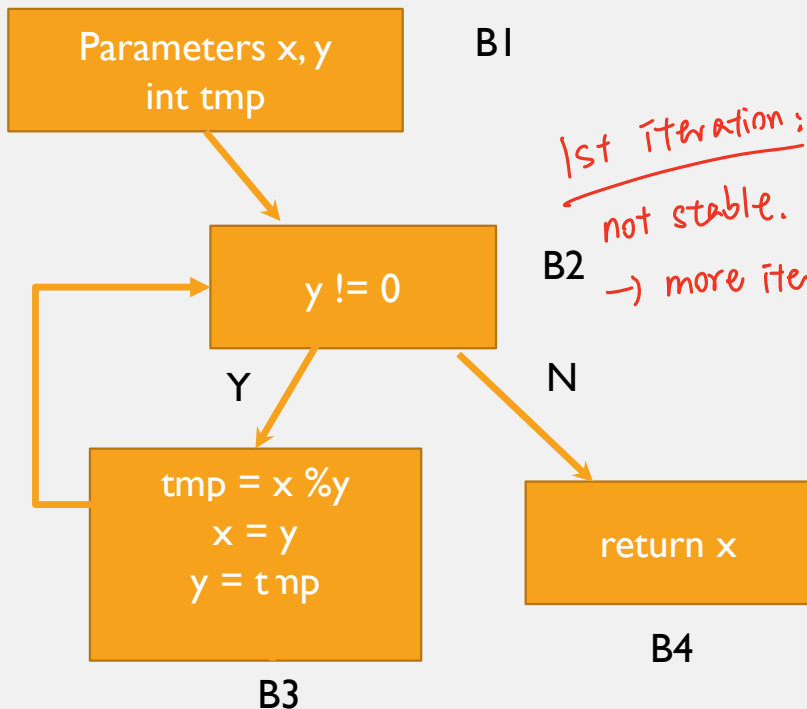 Parameters x, y
int tmp
B1
1st iteration:
not stable.
→ more ite
y != 0
B2
Y
N
tmp = x %y
x = y
y = tmp
return x
B4
B3